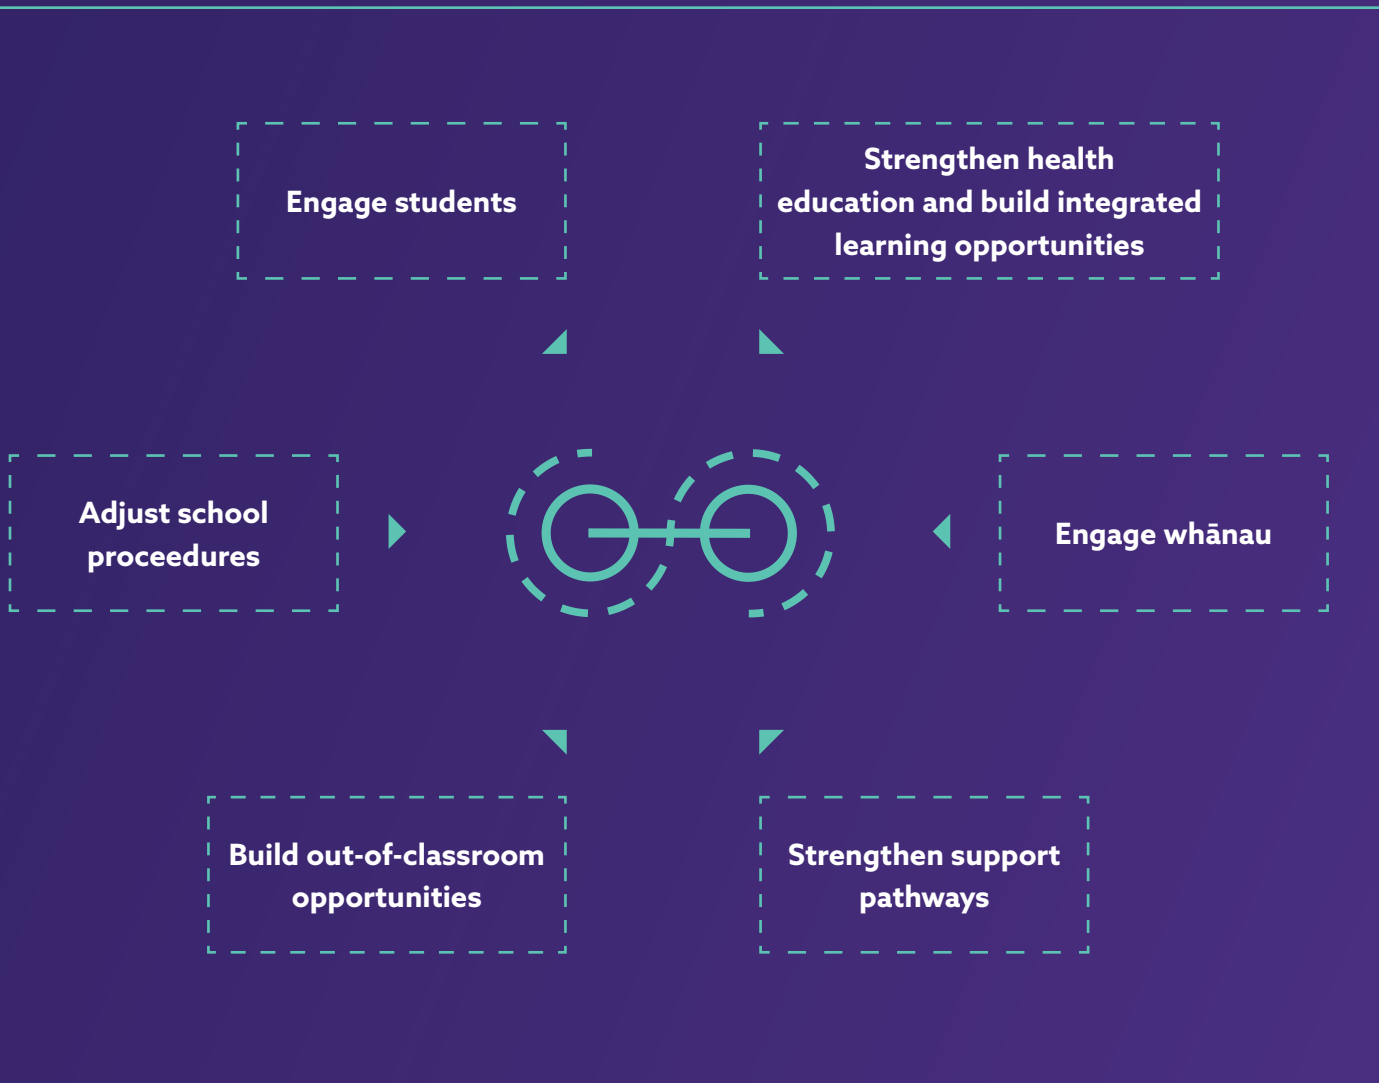 Engage students
Strengthen health
education and build integrated
learning opportunities
Adjust school
proceedures
Engage whānau
Build out-of-classroom
opportunities
Strengthen support
pathways